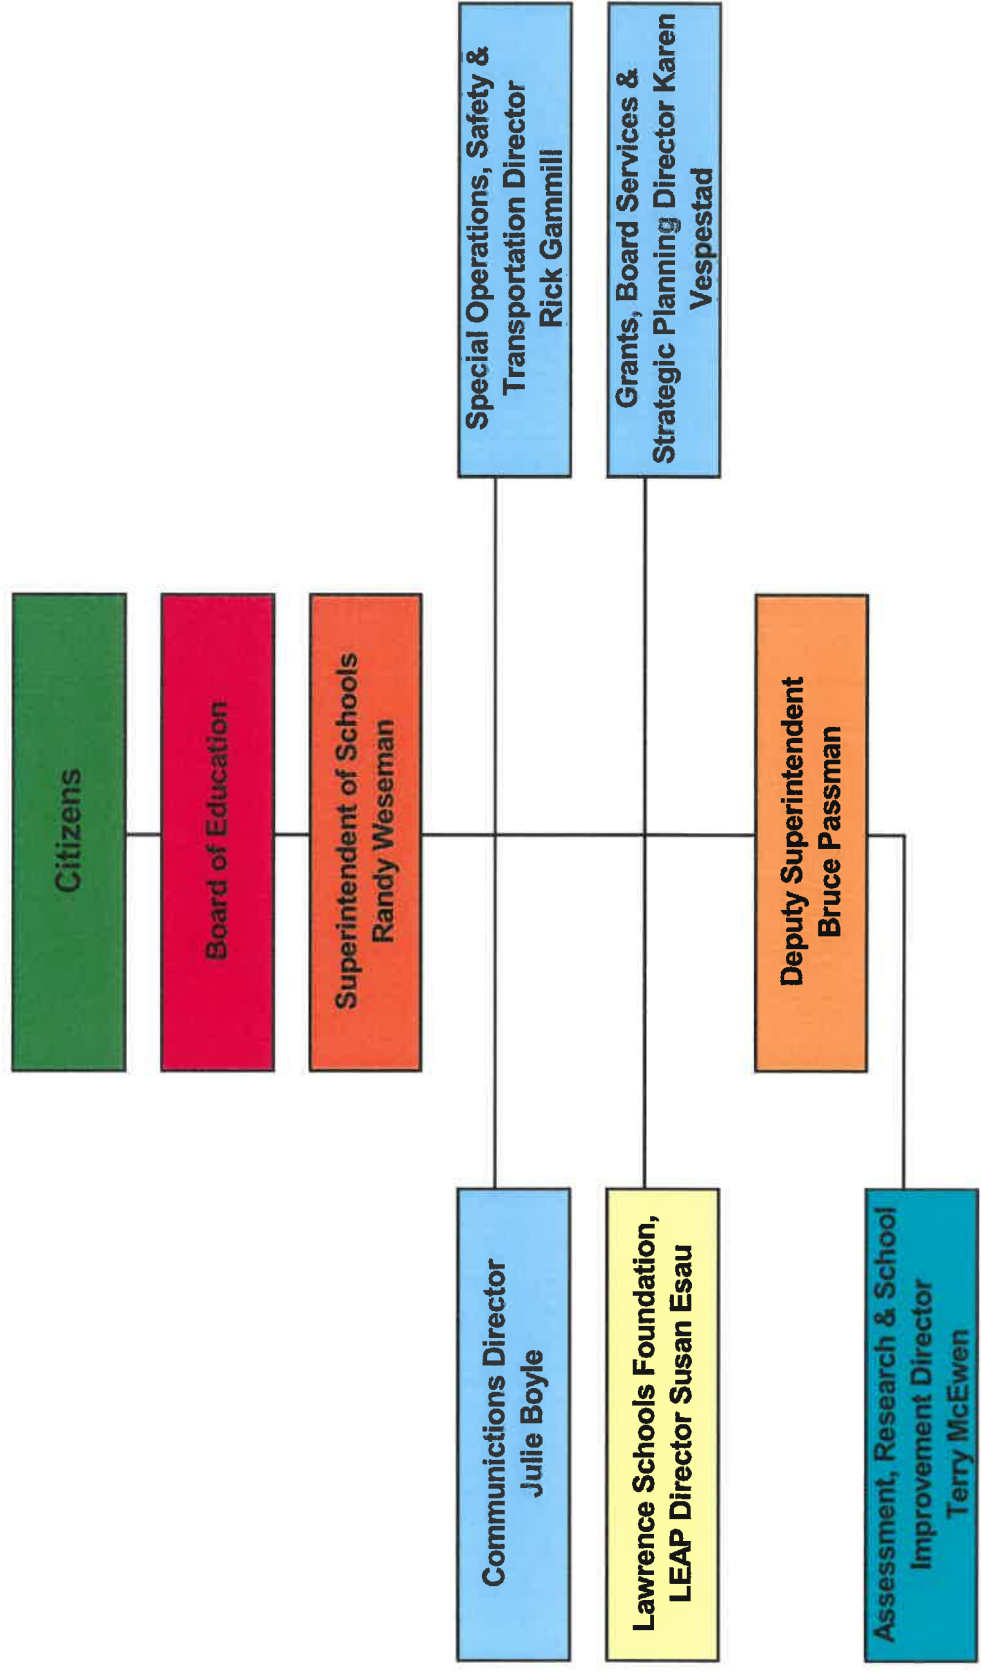 Citizens
Board of Education
Superintendent of Schools
Randy Weseman
Communictions Director
Julie Boyle
Special Operations, Safety &
Transportation Director
Rick Gammill
Lawrence Schools Foundation,
LEAP Director Susan Esau
Grants, Board Services &
Strategic Planning Director Karen
Vespestad
Deputy Superintendent
Bruce Passman
Assessment, Research & School
Improvement Director
Terry McEwen